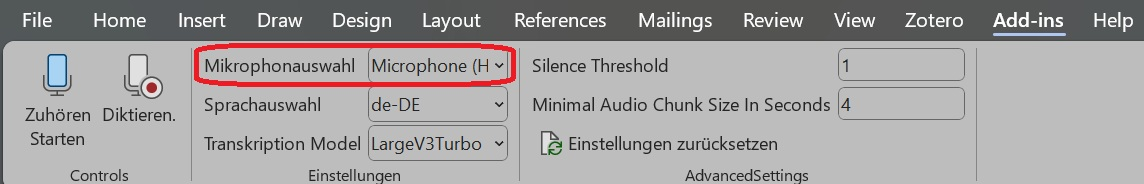 File Home Insert Draw Design Layout References Mailings Review View Zotero Add-ins Help
Zuhören
Starten
Diktieren.
Controls
Mikrophonauswahl Microphone (H
Sprachauswahl de-DE
Transkription Model LargeV3Turbo
Einstellungen
Silence Threshold 1
Minimal Audio Chunk Size In Seconds 4
Einstellungen zurücksetzen
AdvancedSettings